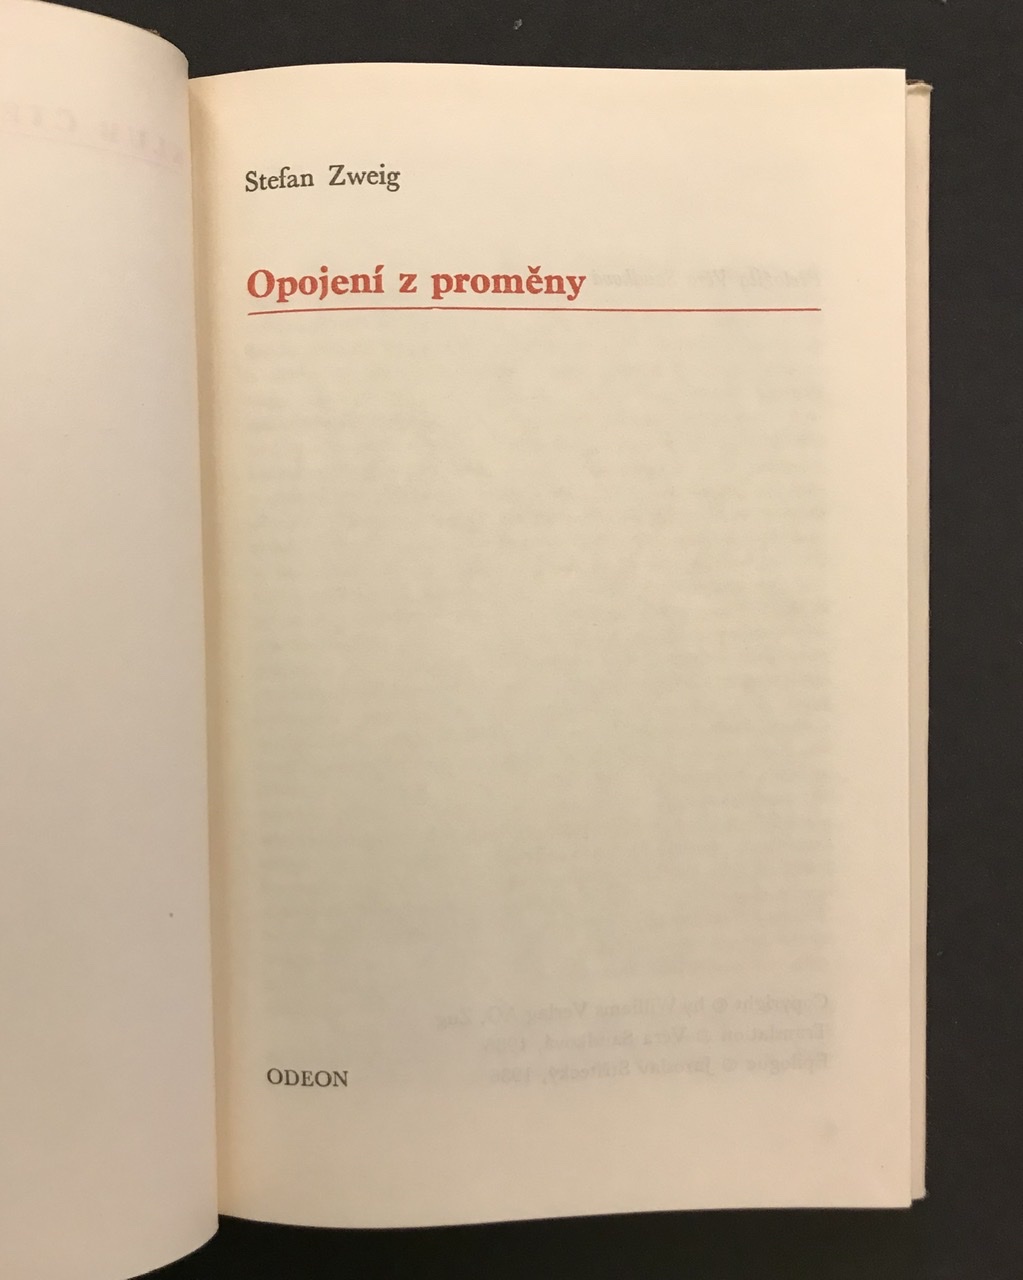 Stefan Zweig
Opojení z proměny
ODEON